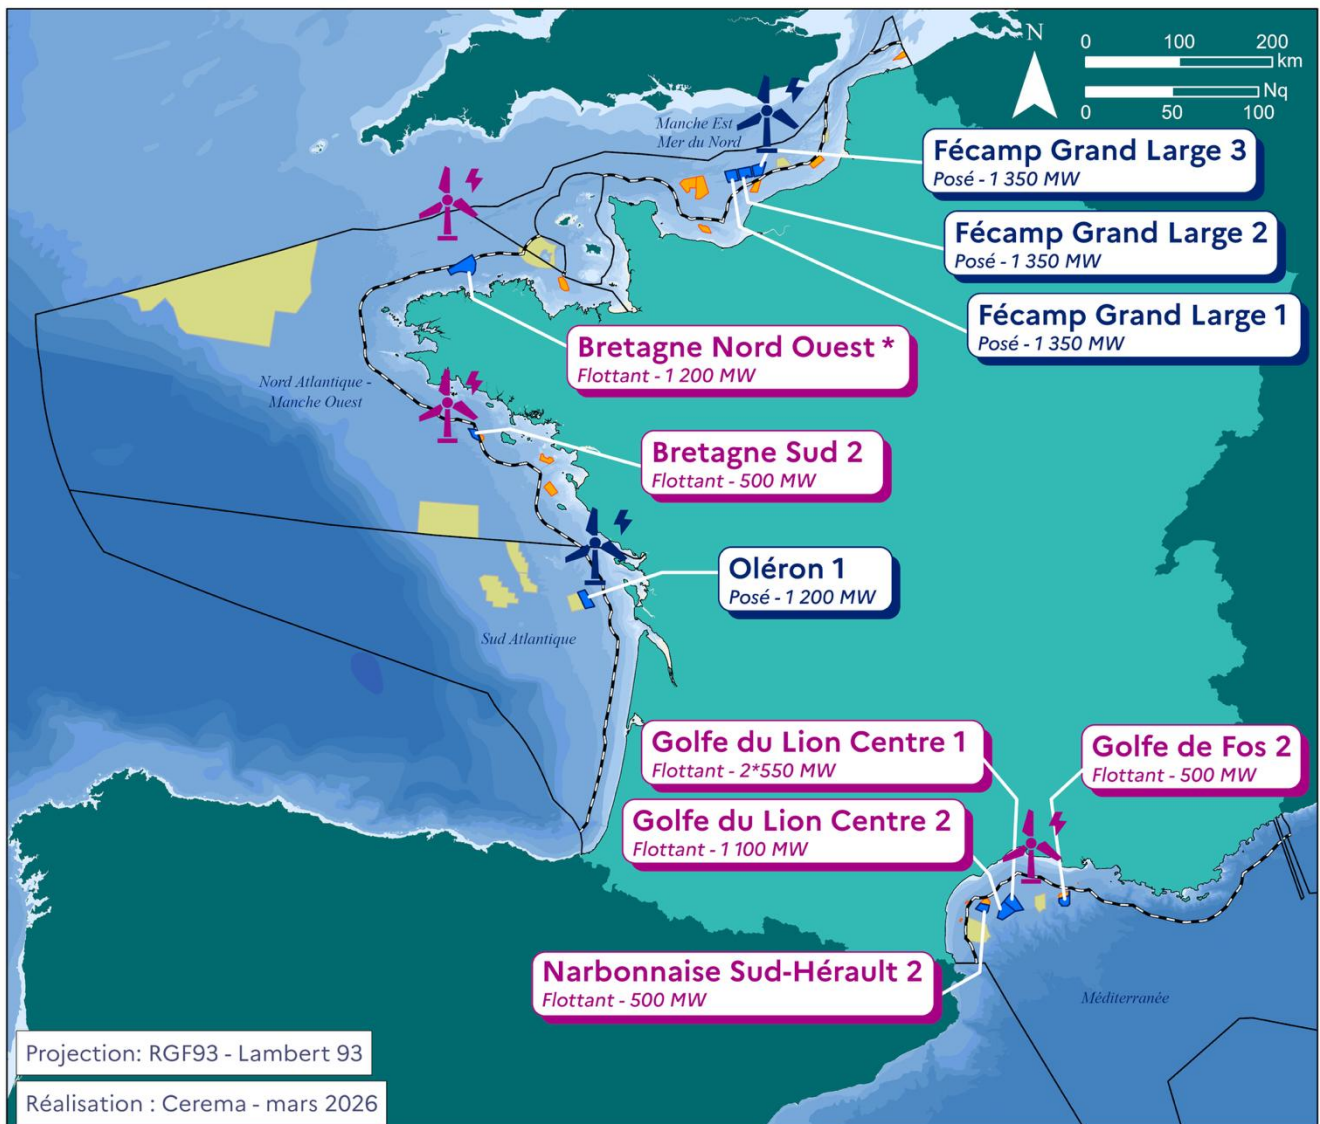 N
0 100 200
km
Nq
0 50 100
Manche Est
Mer du Nord
Fécamp Grand Large 3
Posé - 1 350 MW
Fécamp Grand Large 2
Posé - 1 350 MW
Fécamp Grand Large 1
Posé - 1 350 MW
Bretagne Nord Ouest *
Flottant - 1 200 MW
Nord Atlantique -
Manche Ouest
Bretagne Sud 2
Flottant - 500 MW
Oléron 1
Posé - 1 200 MW
Sud Atlantique
Golfe du Lion Centre 1
Flottant - 2*550 MW
Golfe de Fos 2
Flottant - 500 MW
Golfe du Lion Centre 2
Flottant - 1 100 MW
Narbonnaise Sud-Hérault 2
Flottant - 500 MW
Méditerranée
Projection: RGF93 - Lambert 93
Réalisation : Cerema - mars 2026